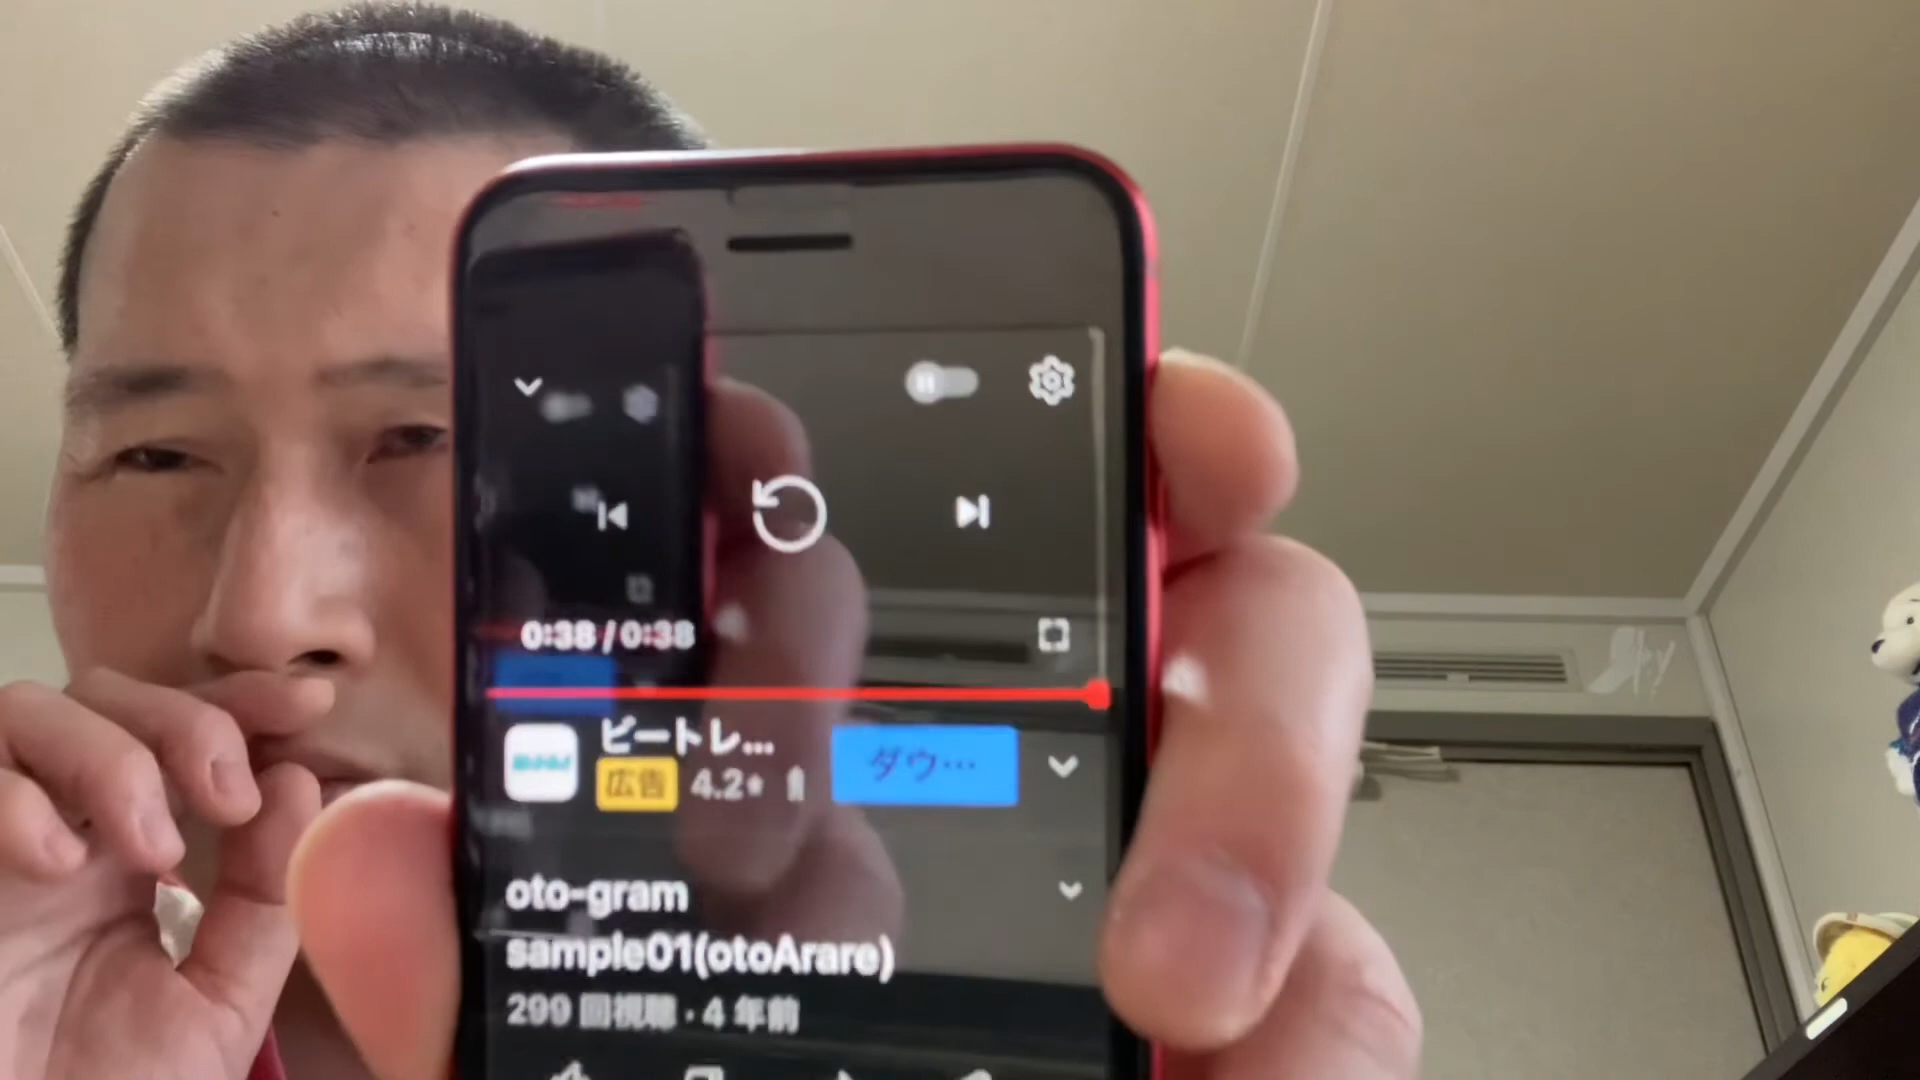 0:38 / 0:38
ビートレ...
広告 4.2★
ダウ...
oto-gram
sample01(otoArare)
299 回視聴・4 年前